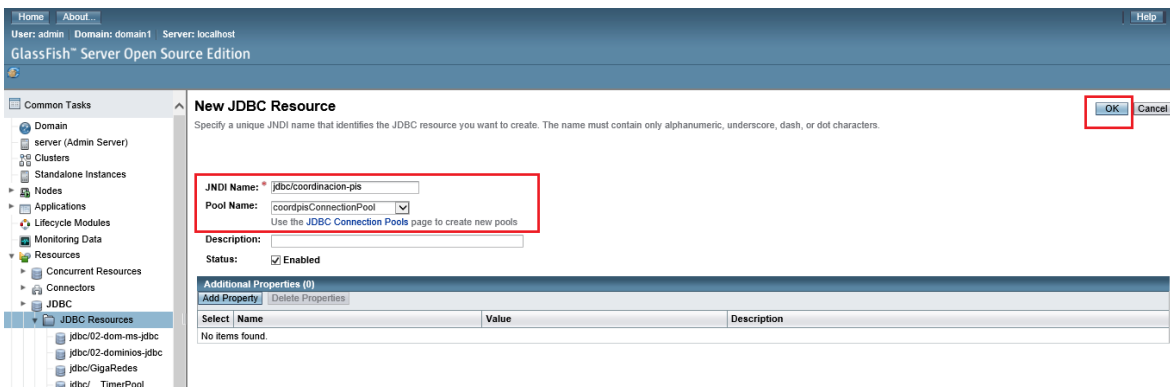 Home About... Help
User: admin Domain: domain1 Server: localhost
GlassFish™ Server Open Source Edition
Common Tasks
Domain
server (Admin Server)
Clusters
Standalone Instances
Nodes
Applications
Lifecycle Modules
Monitoring Data
Resources
Concurrent Resources
Connectors
JDBC
JDBC Resources
jdbc/02-dom-ms-jdbc
jdbc/02-dominios-jdbc
jdbc/GigaRedes
jdbc/__TimerPool
New JDBC Resource
OK Cancel
Specify a unique JNDI name that identifies the JDBC resource you want to create. The name must contain only alphanumeric, underscore, dash, or dot characters.
JNDI Name: * jdbc/coordinacion-pis
Pool Name: coordpisConnectionPool
Use the JDBC Connection Pools page to create new pools
Description:
Status: Enabled
Additional Properties (0)
Add Property Delete Properties
Select Name Value Description
No items found.